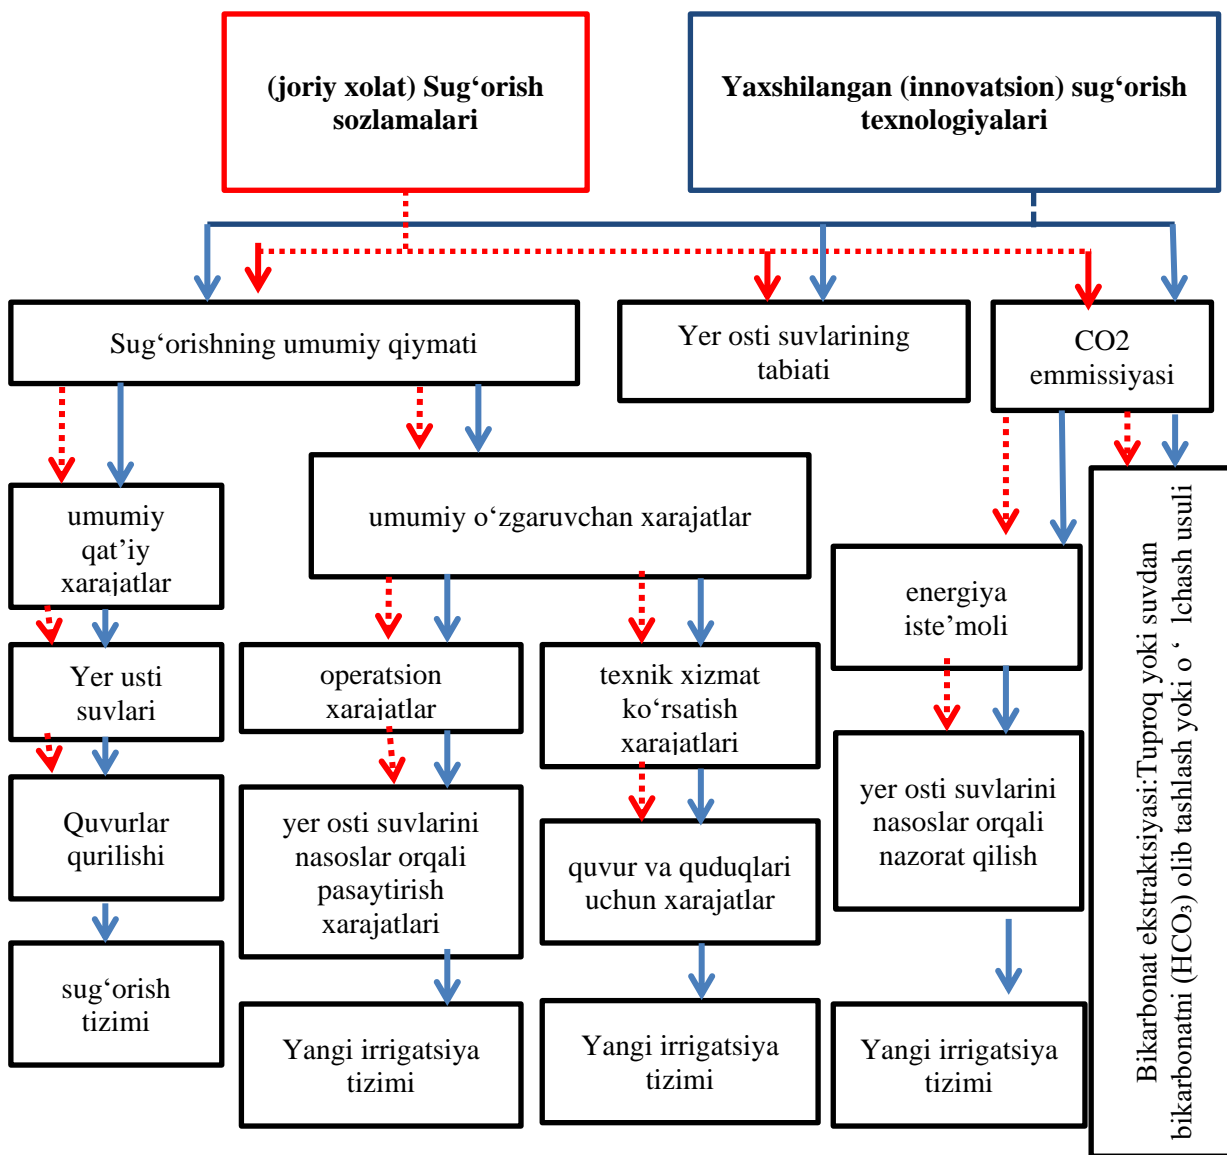 (joriy xolat) Sug‘orish
sozlamalari
Yaxshilangan (innovatsion) sug‘orish
texnologiyalari
Sug‘orishning umumiy qiymati
Yer osti suvlarining
tabiati
CO2
emmissiyasi
umumiy
qat’iy
xarajatlar
umumiy o‘zgaruvchan xarajatlar
energiya
iste’moli
Bikarbonat ekstraktsiyasi:Tuproq yoki suvdan
bikarbonatni (HCO₃) olib tashlash yoki o ‘ lchash usuli
Yer usti
suvlari
operatsion
xarajatlar
texnik xizmat
ko‘rsatish
xarajatlari
Quvurlar
qurilishi
yer osti suvlarini
nasoslar orqali
pasaytirish
xarajatlari
quvur va quduqlari
uchun xarajatlar
yer osti suvlarini
nasoslar orqali
nazorat qilish
sug‘orish
tizimi
Yangi irrigatsiya
tizimi
Yangi irrigatsiya
tizimi
Yangi irrigatsiya
tizimi